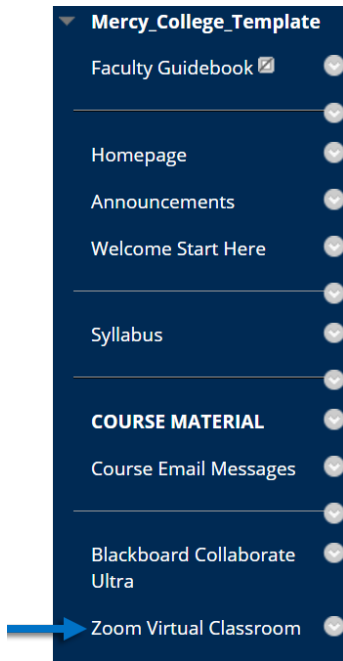 Mercy_College_Template
Faculty Guidebook
Homepage
Announcements
Welcome Start Here
Syllabus
COURSE MATERIAL
Course Email Messages
Blackboard Collaborate
Ultra
Zoom Virtual Classroom